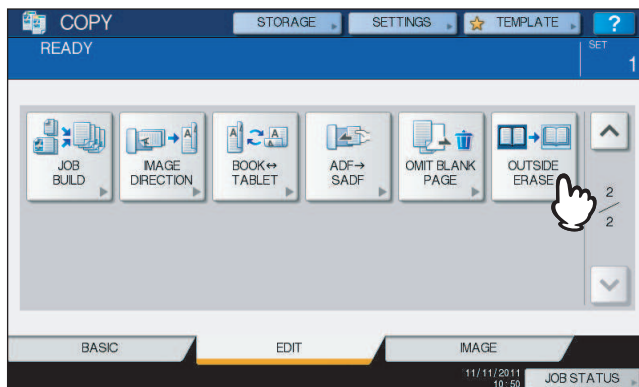 COPY
STORAGE
SETTINGS
TEMPLATE
?
READY
SET
1
JOB
BUILD
IMAGE
DIRECTION
BOOK↔
TABLET
ADF→
SADF
OMIT BLANK
PAGE
OUTSIDE
ERASE
2
2
BASIC
EDIT
IMAGE
11/11/2011
10:50
JOB STATUS